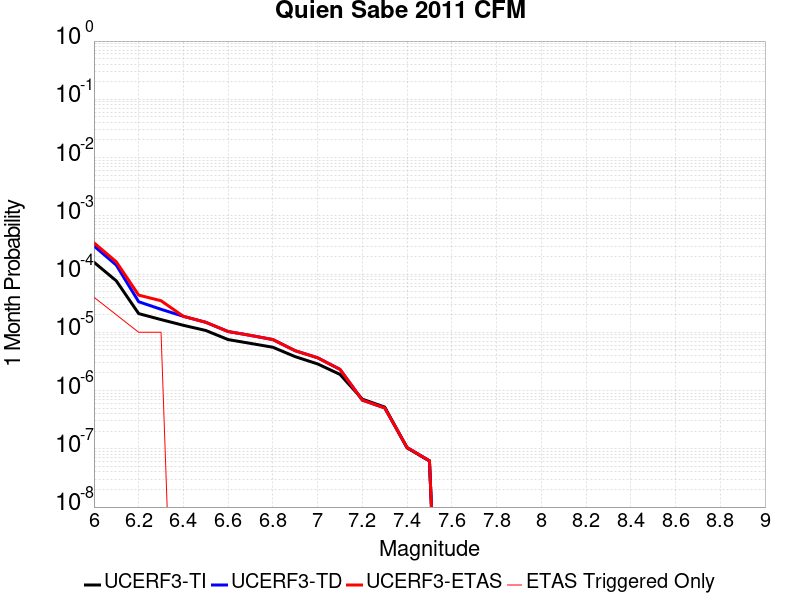 Quien Sabe 2011 CFM
10^0
10^-1
10^-2
10^-3
10^-4
10^-5
10^-6
10^-7
10^-8
1 Month Probability
6 6.2 6.4 6.6 6.8 7 7.2 7.4 7.6 7.8 8 8.2 8.4 8.6 8.8 9
Magnitude
UCERF3-TI UCERF3-TD UCERF3-ETAS ETAS Triggered Only